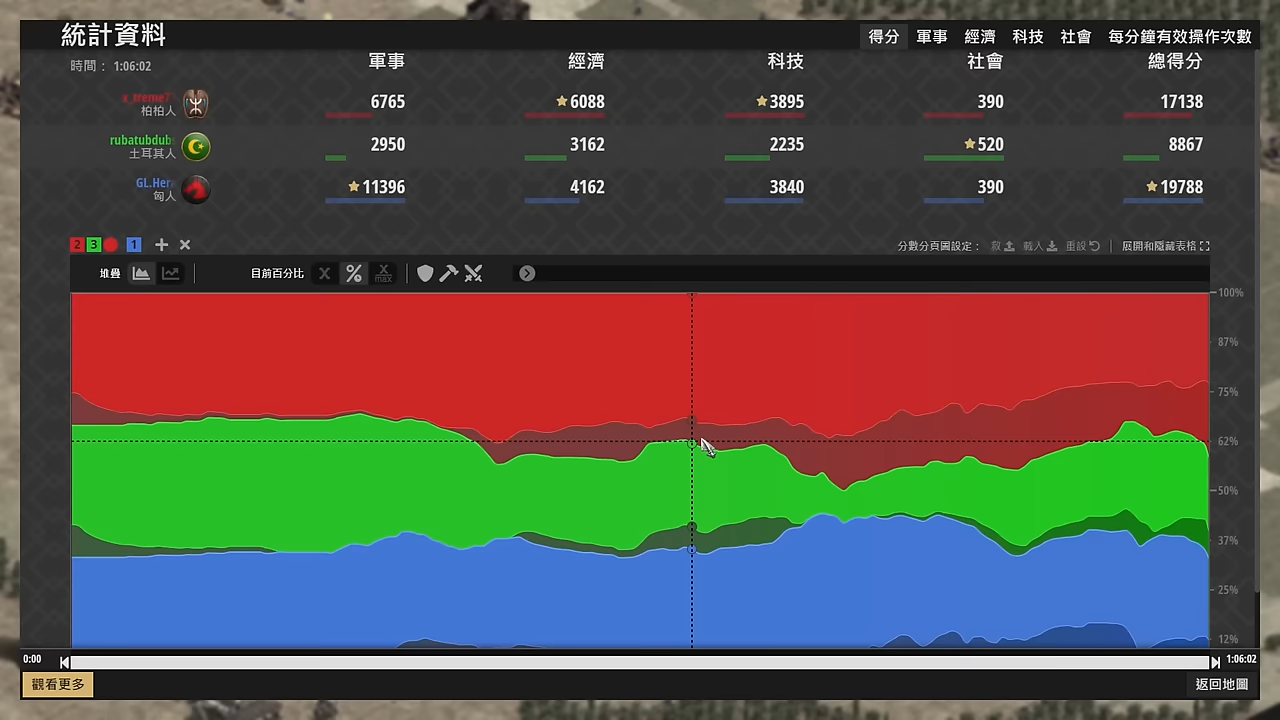 統計資料
得分 軍事 經濟 科技 社會 每分鐘有效操作次數
時間： 1:06:02 軍事 經濟 科技 社會 總得分
6765 6088 3895 390 17138
柏柏人
rubatubdub 2950 3162 2235 520 8867
土耳其人
GL.Her 11396 4162 3840 390 19788
匈人
2 3 1
分數分頁圖設定： 載入 重設 展開和隱藏表格
堆疊 目前百分比 X % X max
100%
87%
75%
62%
50%
37%
25%
12%
0:00 1:06:02
觀看更多 返回地圖